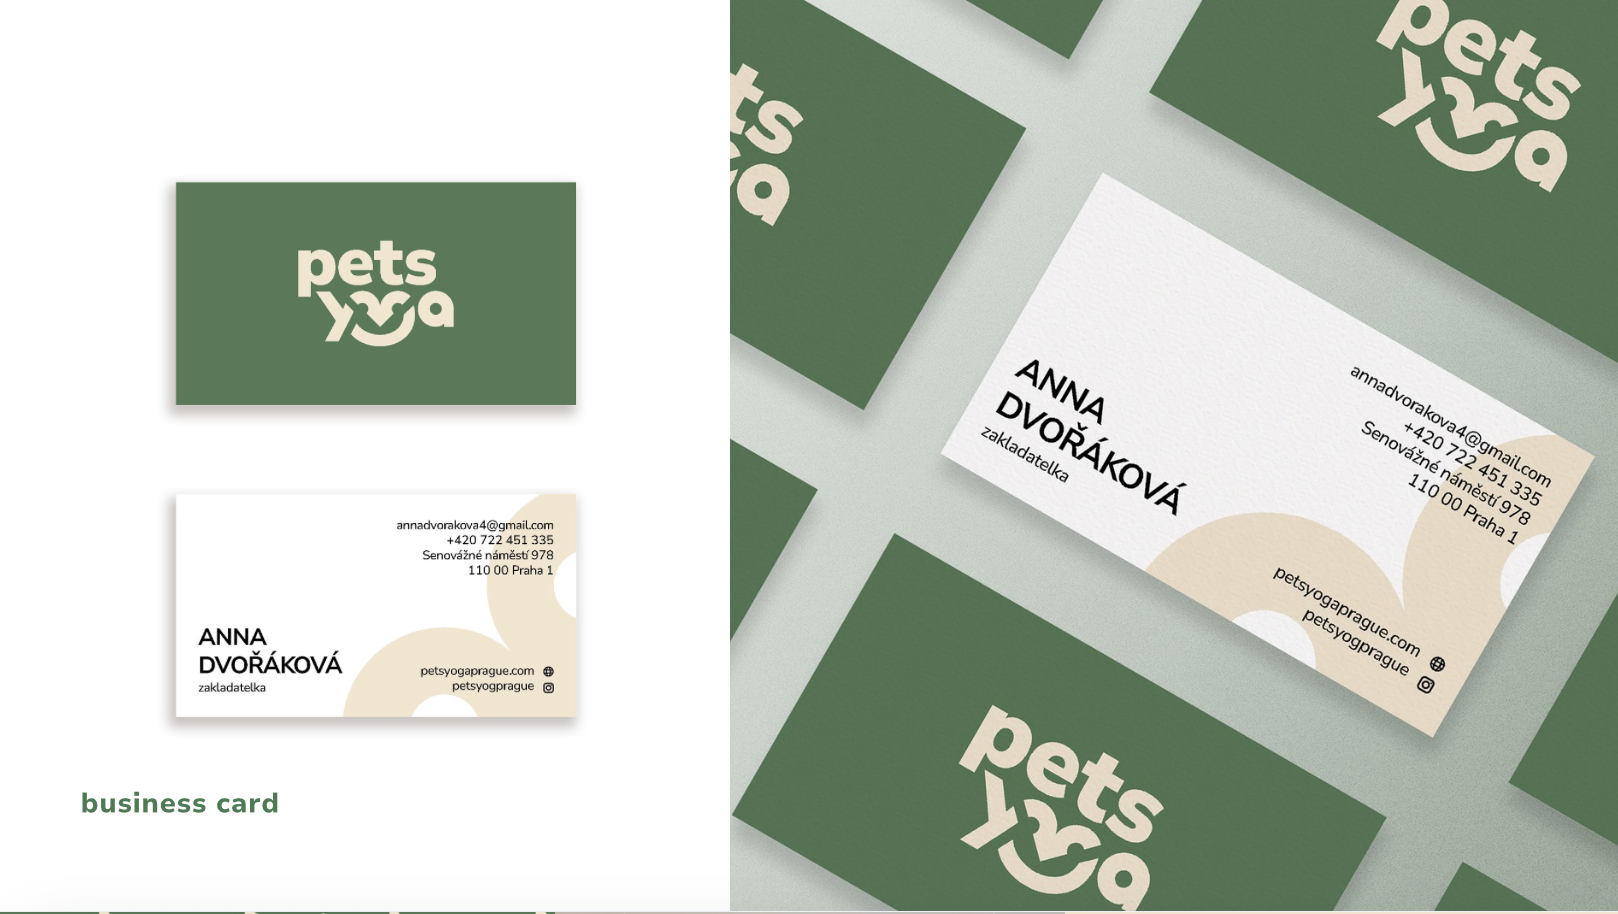 pets
yoga
annadvorakova4@gmail.com
+420 722 451 335
Senovážné náměstí 978
110 00 Praha 1
ANNA
DVOŘÁKOVÁ
zakladatelka
petsyogaprague.com
petsyogprague
business card
ts
a
pets
yoga
annadvorakova4@gmail.com
+420 722 451 335
Senovážné náměstí 978
110 00 Praha 1
ANNA
DVOŘÁKOVÁ
zakladatelka
petsyogaprague.com
petsyogprague
pets
yoga